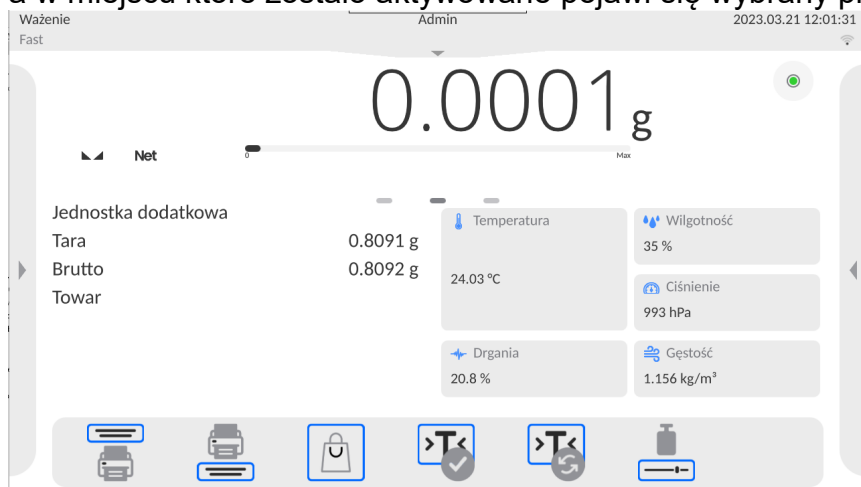 a w miejscu które zostało aktywowane pojawi się wybrany
Ważenie Admin 2023.03.21 12:01:31
Fast
0.0001 g
Net 0 Max
Jednostka dodatkowa
Tara 0.8091 g
Brutto 0.8092 g
Towar
Temperatura
24.03 °C
Wilgotność
35 %
Ciśnienie
993 hPa
Drgania
20.8 %
Gęstość
1.156 kg/m³
>T<
>T<